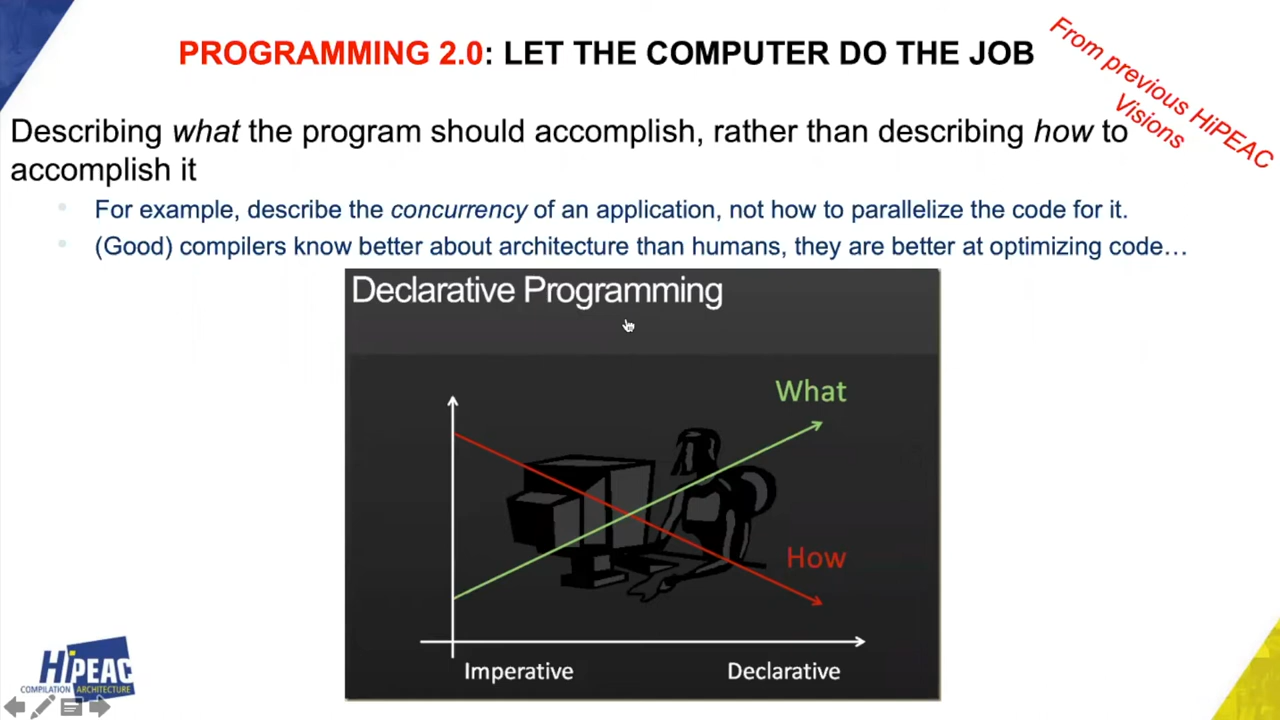 PROGRAMMING 2.0: LET THE COMPUTER DO THE JOB
From previous HiPEAC
Visions
Describing what the program should accomplish, rather than describing how to
accomplish it
For example, describe the concurrency of an application, not how to parallelize the code for it.
(Good) compilers know better about architecture than humans, they are better at optimizing code…
Declarative Programming
What
How
Imperative
Declarative
HiPEAC
COMPILATION ARCHITECTURE